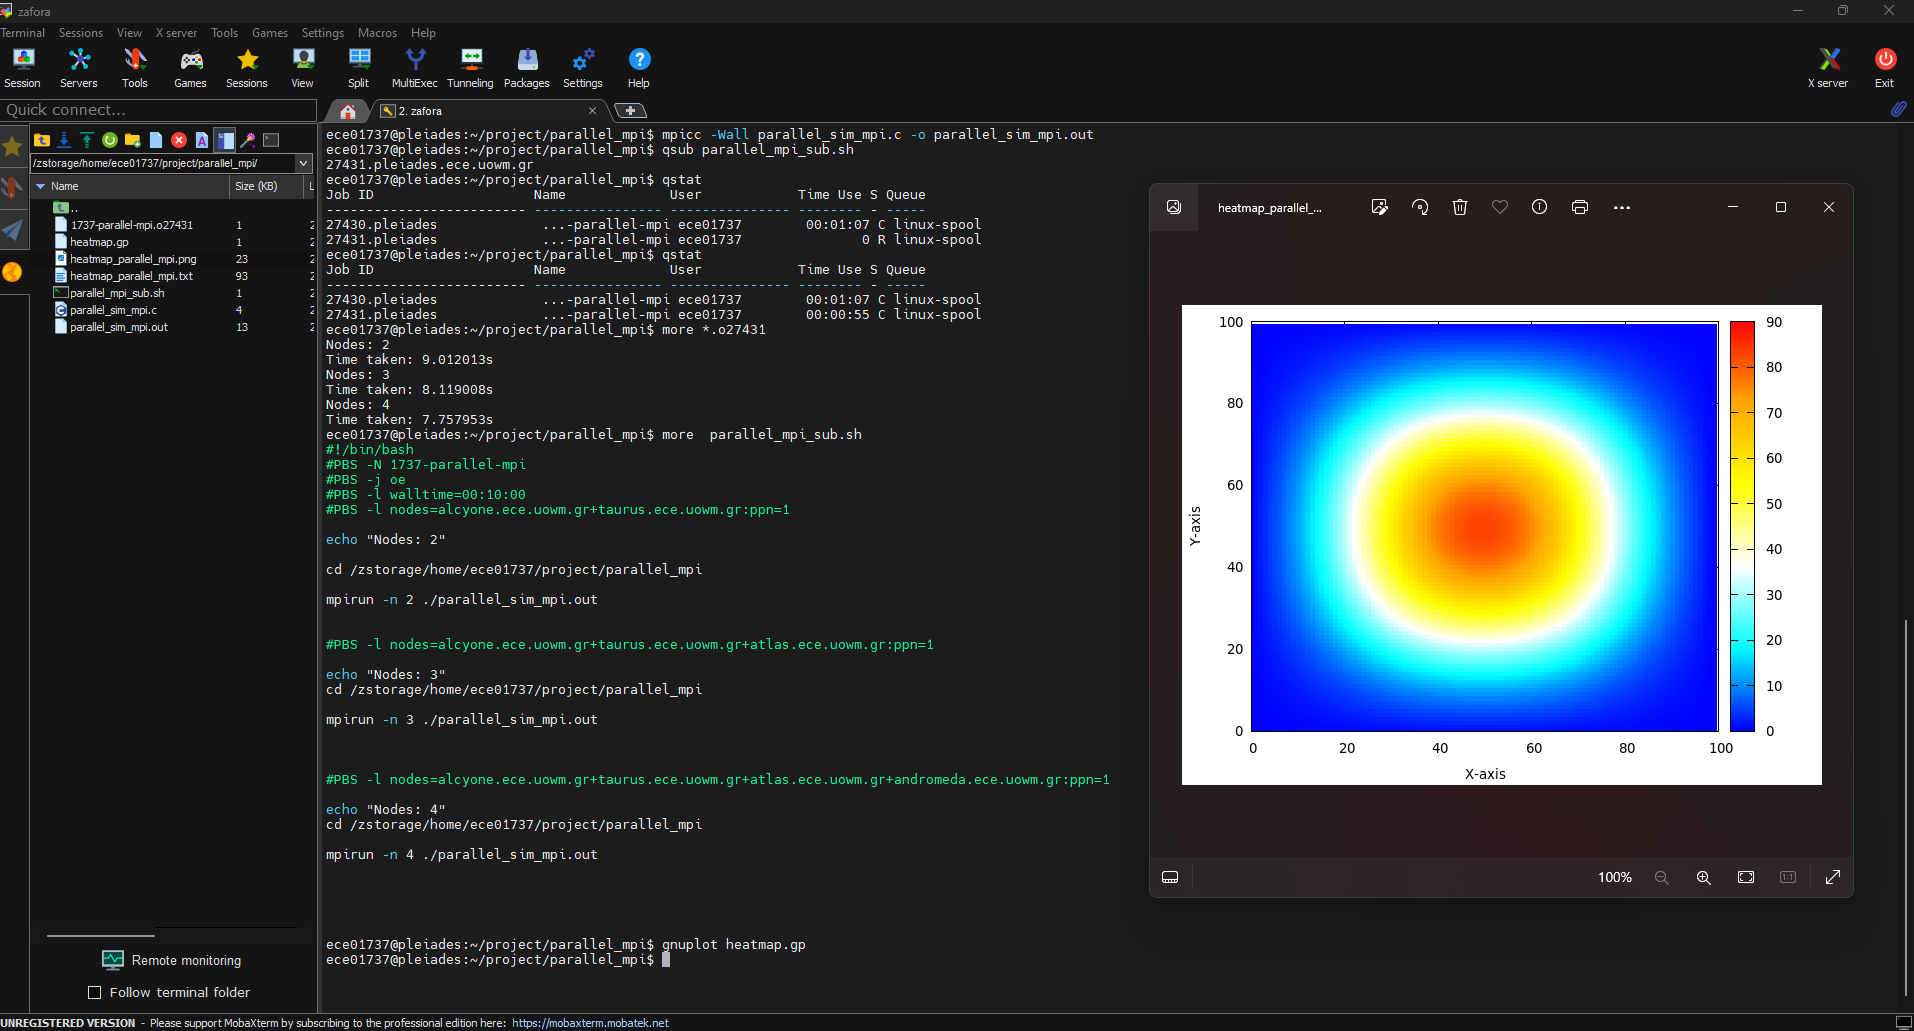 zafora
Terminal Sessions View X server Tools Games Settings Macros Help
Session Servers Tools Games Sessions View Split MultiExec Tunneling Packages Settings Help X server Exit
Quick connect...
2. zafora
/zstorage/home/ece01737/project/parallel_mpi/
Name Size (KB) L
..
1737-parallel-mpi.o27431 1 2
heatmap.gp 1 2
heatmap_parallel_mpi.png 23 2
heatmap_parallel_mpi.txt 93 2
parallel_mpi_sub.sh 1 2
parallel_sim_mpi.c 4 2
parallel_sim_mpi.out 13 2
Remote monitoring
Follow terminal folder
ece01737@pleiades:~/project/parallel_mpi$ mpicc -Wall parallel_sim_mpi.c -o parallel_sim_mpi.out
ece01737@pleiades:~/project/parallel_mpi$ qsub parallel_mpi_sub.sh
27431.pleiades.ece.uowm.gr
ece01737@pleiades:~/project/parallel_mpi$ qstat
Job ID Name User Time Use S Queue
------------------------- ---------------- --------------- -------- - -----
27430.pleiades ...-parallel-mpi ece01737 00:01:07 C linux-spool
27431.pleiades ...-parallel-mpi ece01737 0 R linux-spool
ece01737@pleiades:~/project/parallel_mpi$ qstat
Job ID Name User Time Use S Queue
------------------------- ---------------- --------------- -------- - -----
27430.pleiades ...-parallel-mpi ece01737 00:01:07 C linux-spool
27431.pleiades ...-parallel-mpi ece01737 00:00:55 C linux-spool
ece01737@pleiades:~/project/parallel_mpi$ more *.o27431
Nodes: 2
Time taken: 9.012013s
Nodes: 3
Time taken: 8.119008s
Nodes: 4
Time taken: 7.757953s
ece01737@pleiades:~/project/parallel_mpi$ more  parallel_mpi_sub.sh
#!/bin/bash
#PBS -N 1737-parallel-mpi
#PBS -j oe
#PBS -l walltime=00:10:00
#PBS -l nodes=alcyone.ece.uowm.gr+taurus.ece.uowm.gr:ppn=1
echo "Nodes: 2"
cd /zstorage/home/ece01737/project/parallel_mpi
mpirun -n 2 ./parallel_sim_mpi.out
#PBS -l nodes=alcyone.ece.uowm.gr+taurus.ece.uowm.gr+atlas.ece.uowm.gr:ppn=1
echo "Nodes: 3"
cd /zstorage/home/ece01737/project/parallel_mpi
mpirun -n 3 ./parallel_sim_mpi.out
#PBS -l nodes=alcyone.ece.uowm.gr+taurus.ece.uowm.gr+atlas.ece.uowm.gr+andromeda.ece.uowm.gr:ppn=1
echo "Nodes: 4"
cd /zstorage/home/ece01737/project/parallel_mpi
mpirun -n 4 ./parallel_sim_mpi.out
ece01737@pleiades:~/project/parallel_mpi$ gnuplot heatmap.gp
ece01737@pleiades:~/project/parallel_mpi$
heatmap_parallel_...
100
80
60
40
20
0
Y-axis
0 20 40 60 80 100
X-axis
90
80
70
60
50
40
30
20
10
0
100%
1:1
UNREGISTERED VERSION - Please support MobaXterm by subscribing to the professional edition here: https://mobaxterm.mobatek.net